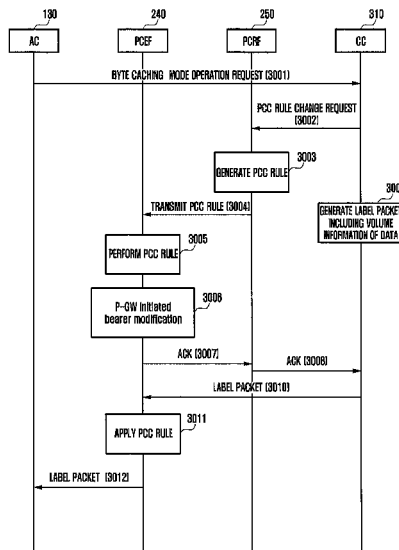 130
240
250
310
AC
PCEF
PCRF
CC
BYTE CACHING MODE OPERATION REQUEST (3001)
PCC RULE CHANGE REQUEST
(3002)
3003
GENERATE PCC RULE
TRANSMIT PCC RULE (3004)
300
GENERATE LABEL PACKET
INCLUDING VOLUME
INFORMATION OF DATA
3005
PERFORM PCC RULE
3006
P-GW initiated
bearer modification
ACK (3007)
ACK (3008)
LABEL PACKET (3010)
3011
APPLY PCC RULE
LABEL PACKET (3012)